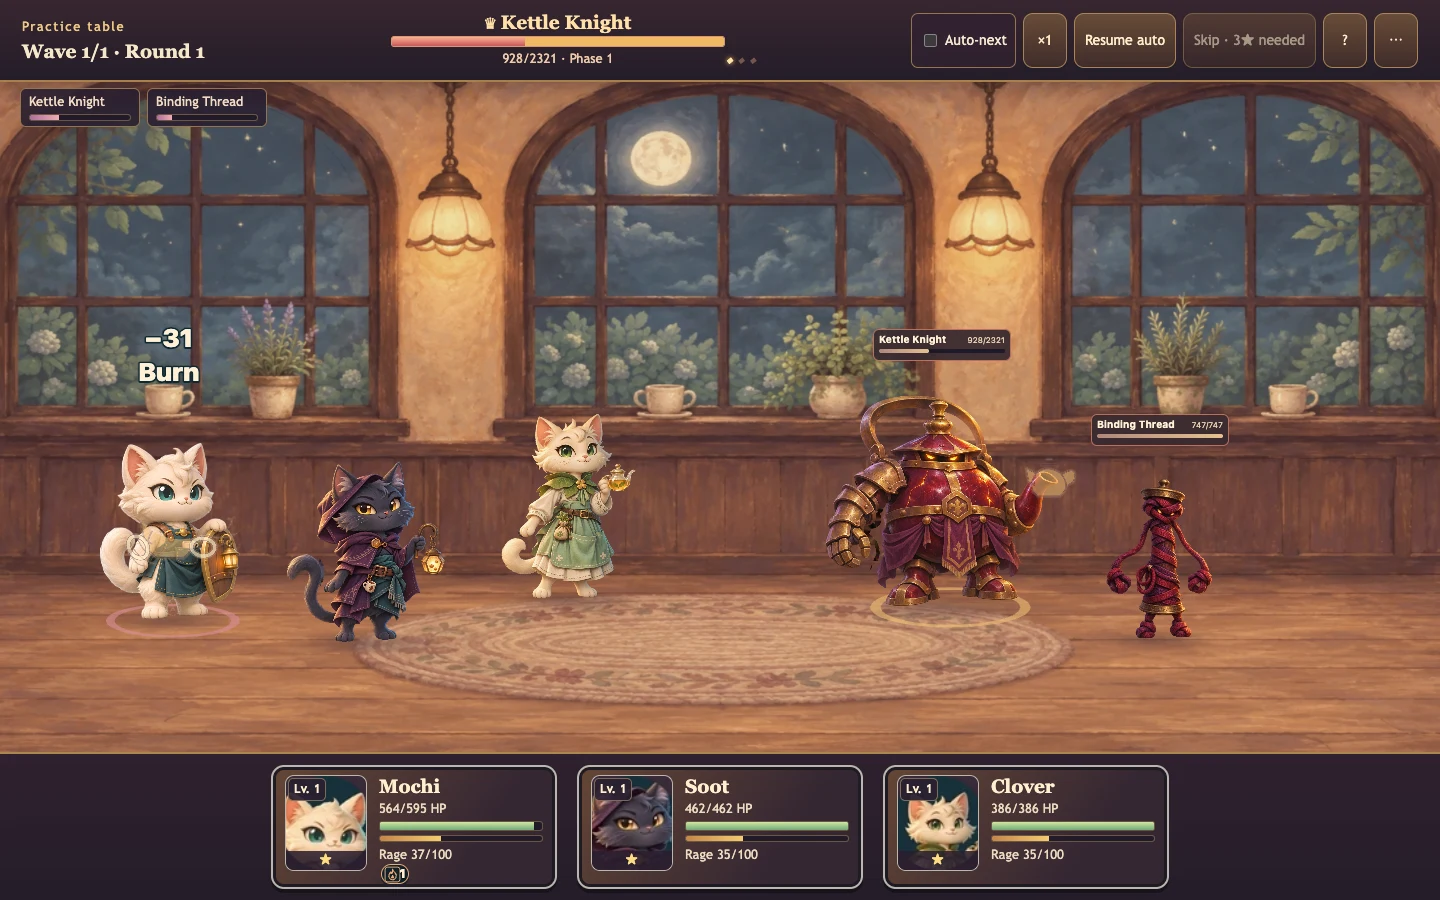 Practice table
Wave 1/1 · Round 1
♛ Kettle Knight
928/2321 · Phase 1
Auto-next
×1
Resume auto
Skip · 3★ needed
?
···
Kettle Knight
Binding Thread
−31
Burn
Kettle Knight 928/2321
Binding Thread 747/747
Lv. 1
Mochi
564/595 HP
Rage 37/100
1
Lv. 1
Soot
462/462 HP
Rage 35/100
Lv. 1
Clover
386/386 HP
Rage 35/100